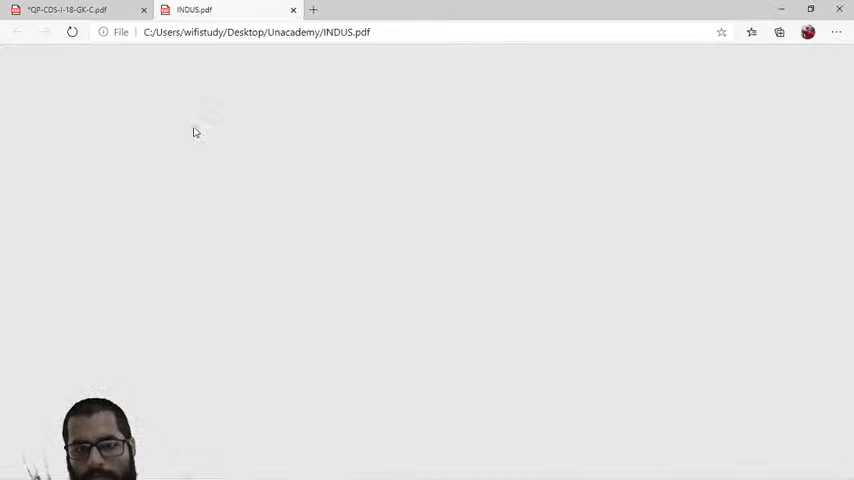 *QP-CDS-I-18-GK-C.pdf
INDUS.pdf
File
C:/Users/wifistudy/Desktop/Unacademy/INDUS.pdf